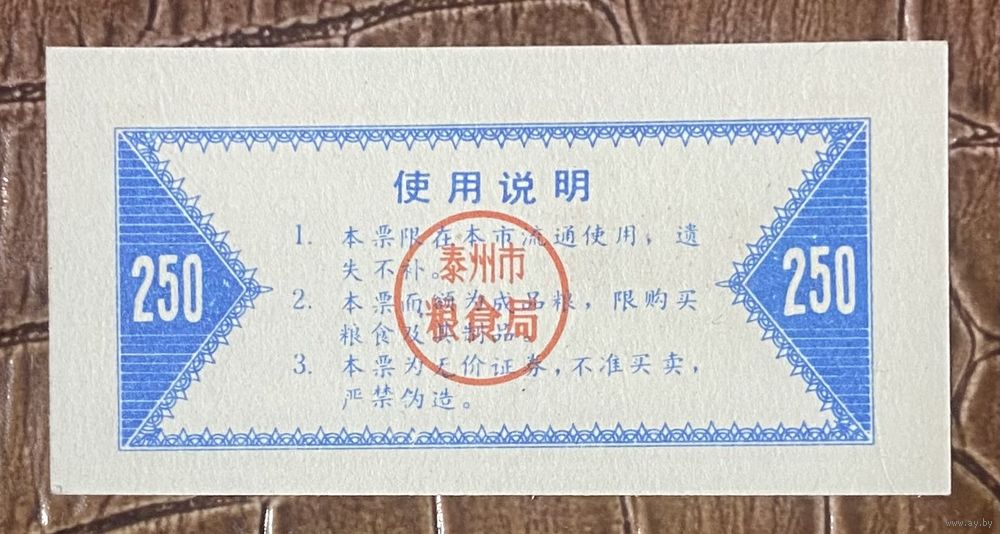 使用说明
1. 本票限在本市流通使用，遗
失不补。
2. 本票面额为成品粮，限购买
粮食及其制品。
3. 本票为无价证券，不准买卖，
严禁伪造。
泰州市
粮食局
250
250
www.ay.by